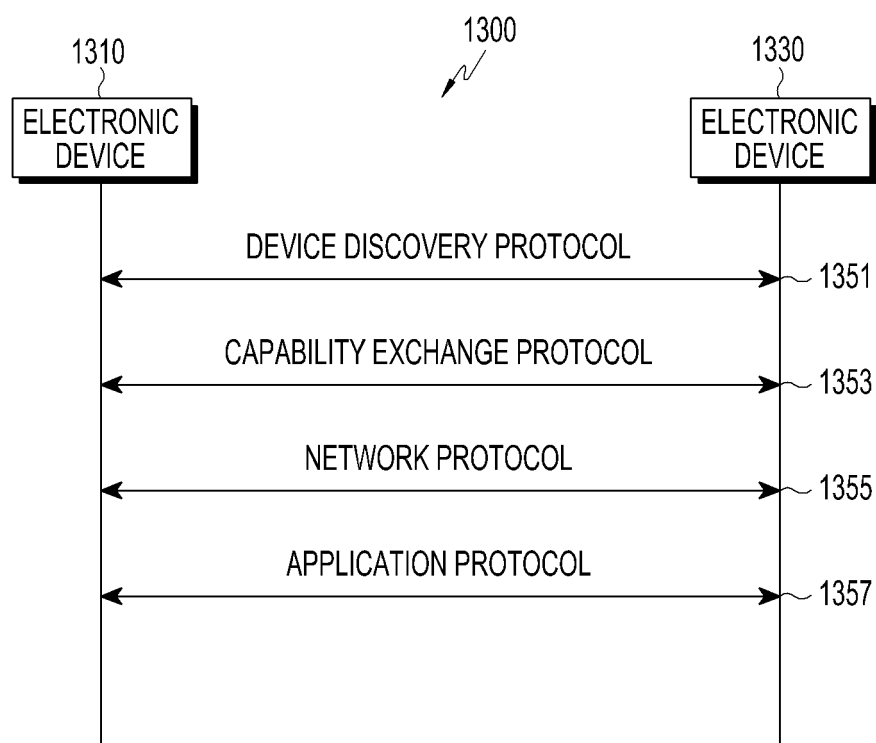 1300
1310
1330
ELECTRONIC
DEVICE
ELECTRONIC
DEVICE
DEVICE DISCOVERY PROTOCOL
1351
CAPABILITY EXCHANGE PROTOCOL
1353
NETWORK PROTOCOL
1355
APPLICATION PROTOCOL
1357